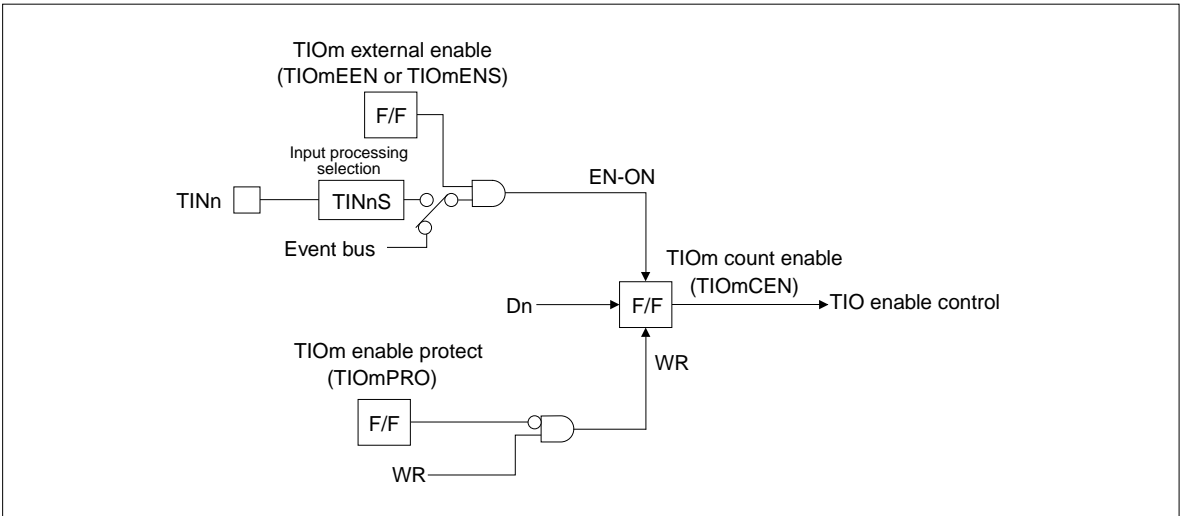 TIOm external enable
(TIOmEEN or TIOmENS)
F/F
Input processing
selection
TINn
TINnS
EN-ON
Event bus
TIOm count enable
(TIOmCEN)
Dn
F/F
TIO enable control
TIOm enable protect
(TIOmPRO)
WR
F/F
WR